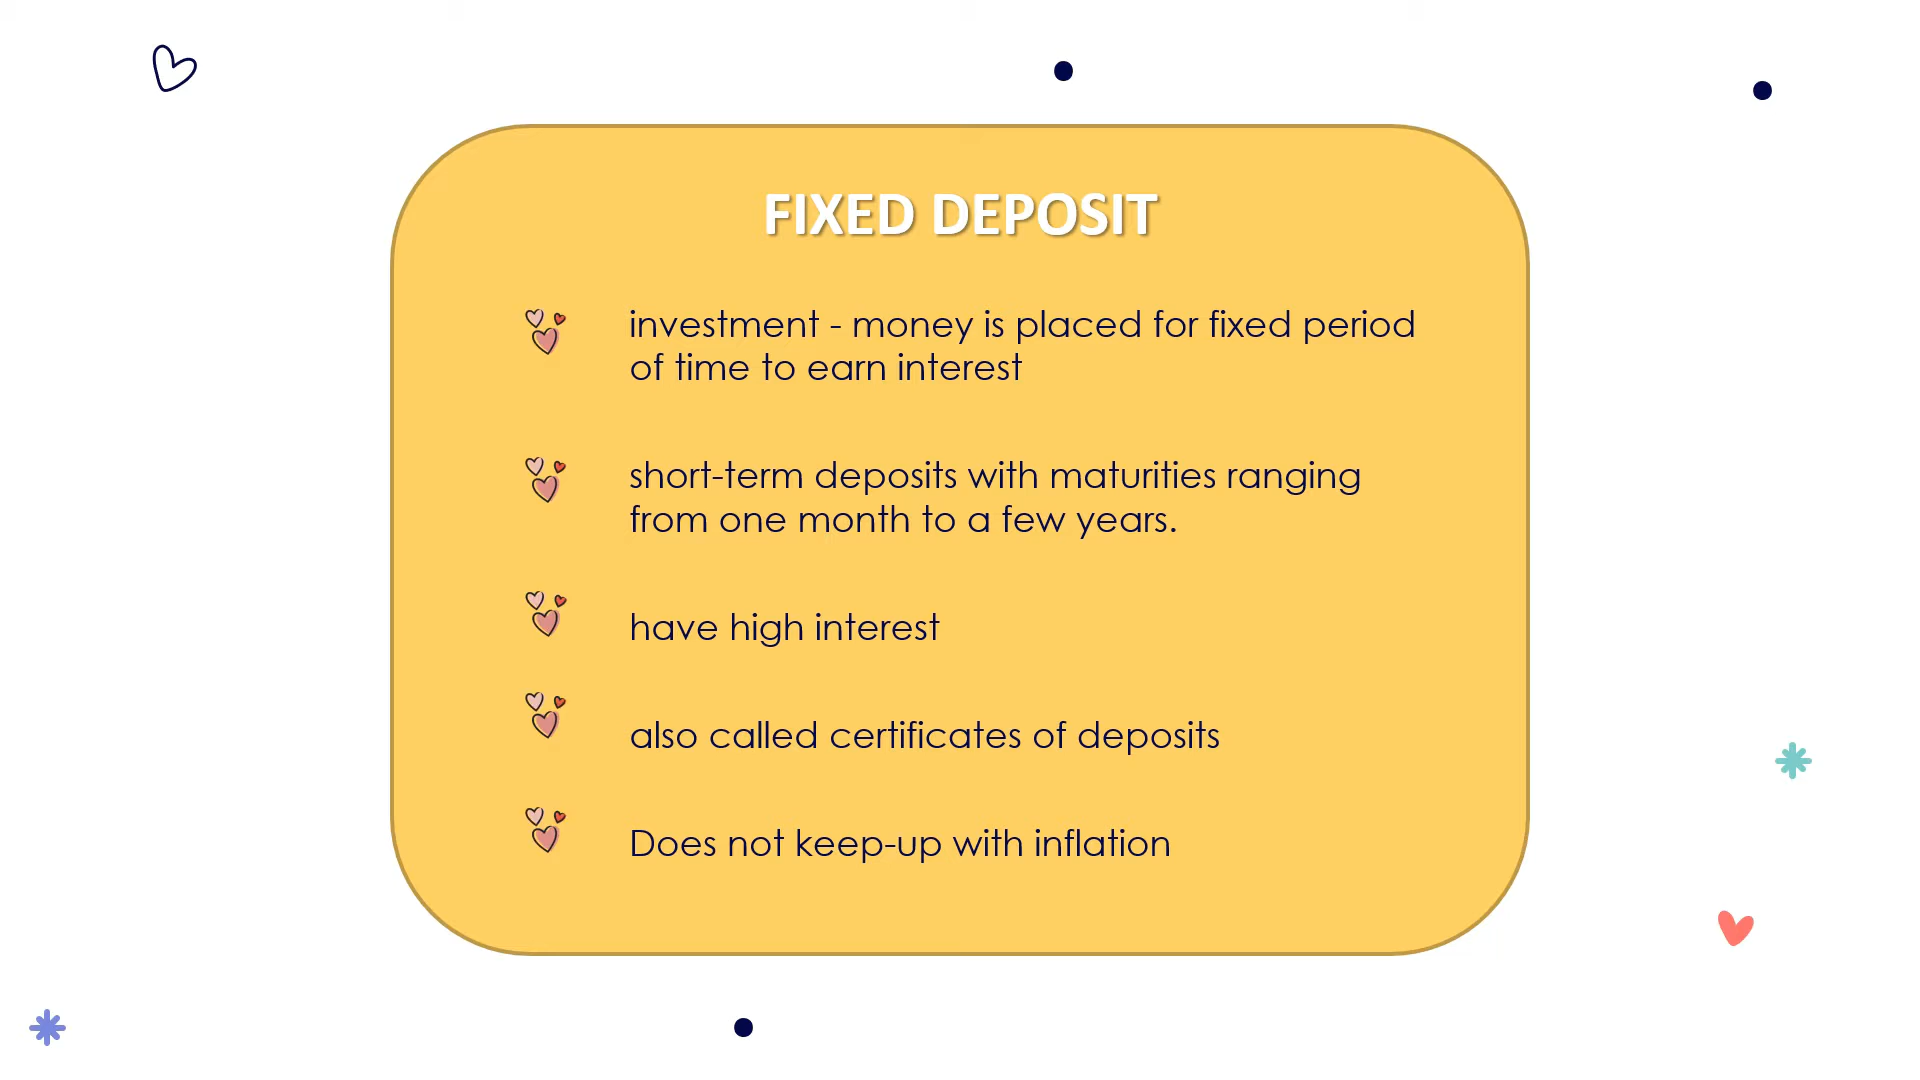 FIXED DEPOSIT
investment - money is placed for fixed period
of time to earn interest
short-term deposits with maturities ranging
from one month to a few years.
have high interest
also called certificates of deposits
Does not keep-up with inflation